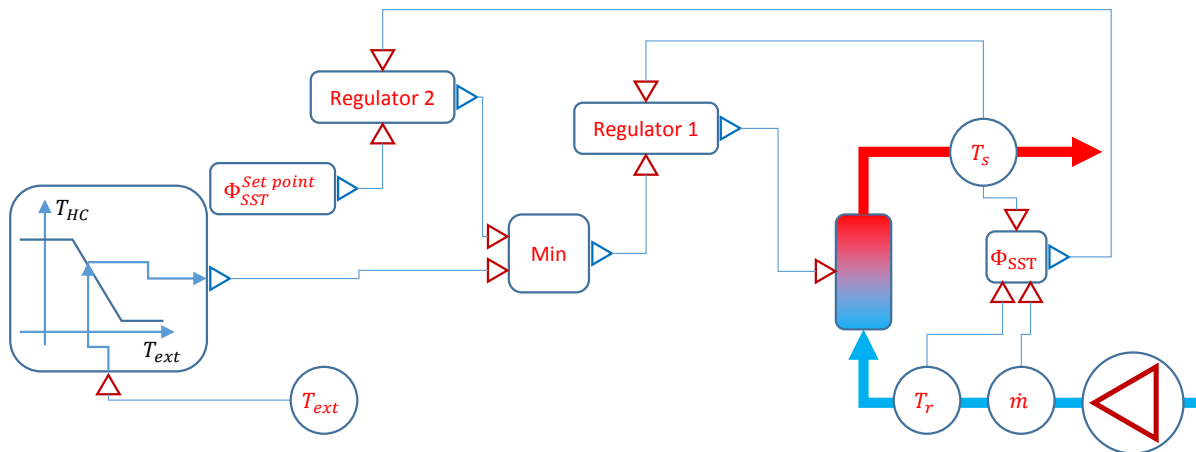 Regulator 2
Regulator 1
T_s
Φ_SST^Set point
T_HC
Min
Φ_SST
T_ext
T_ext
T_r
ṁ